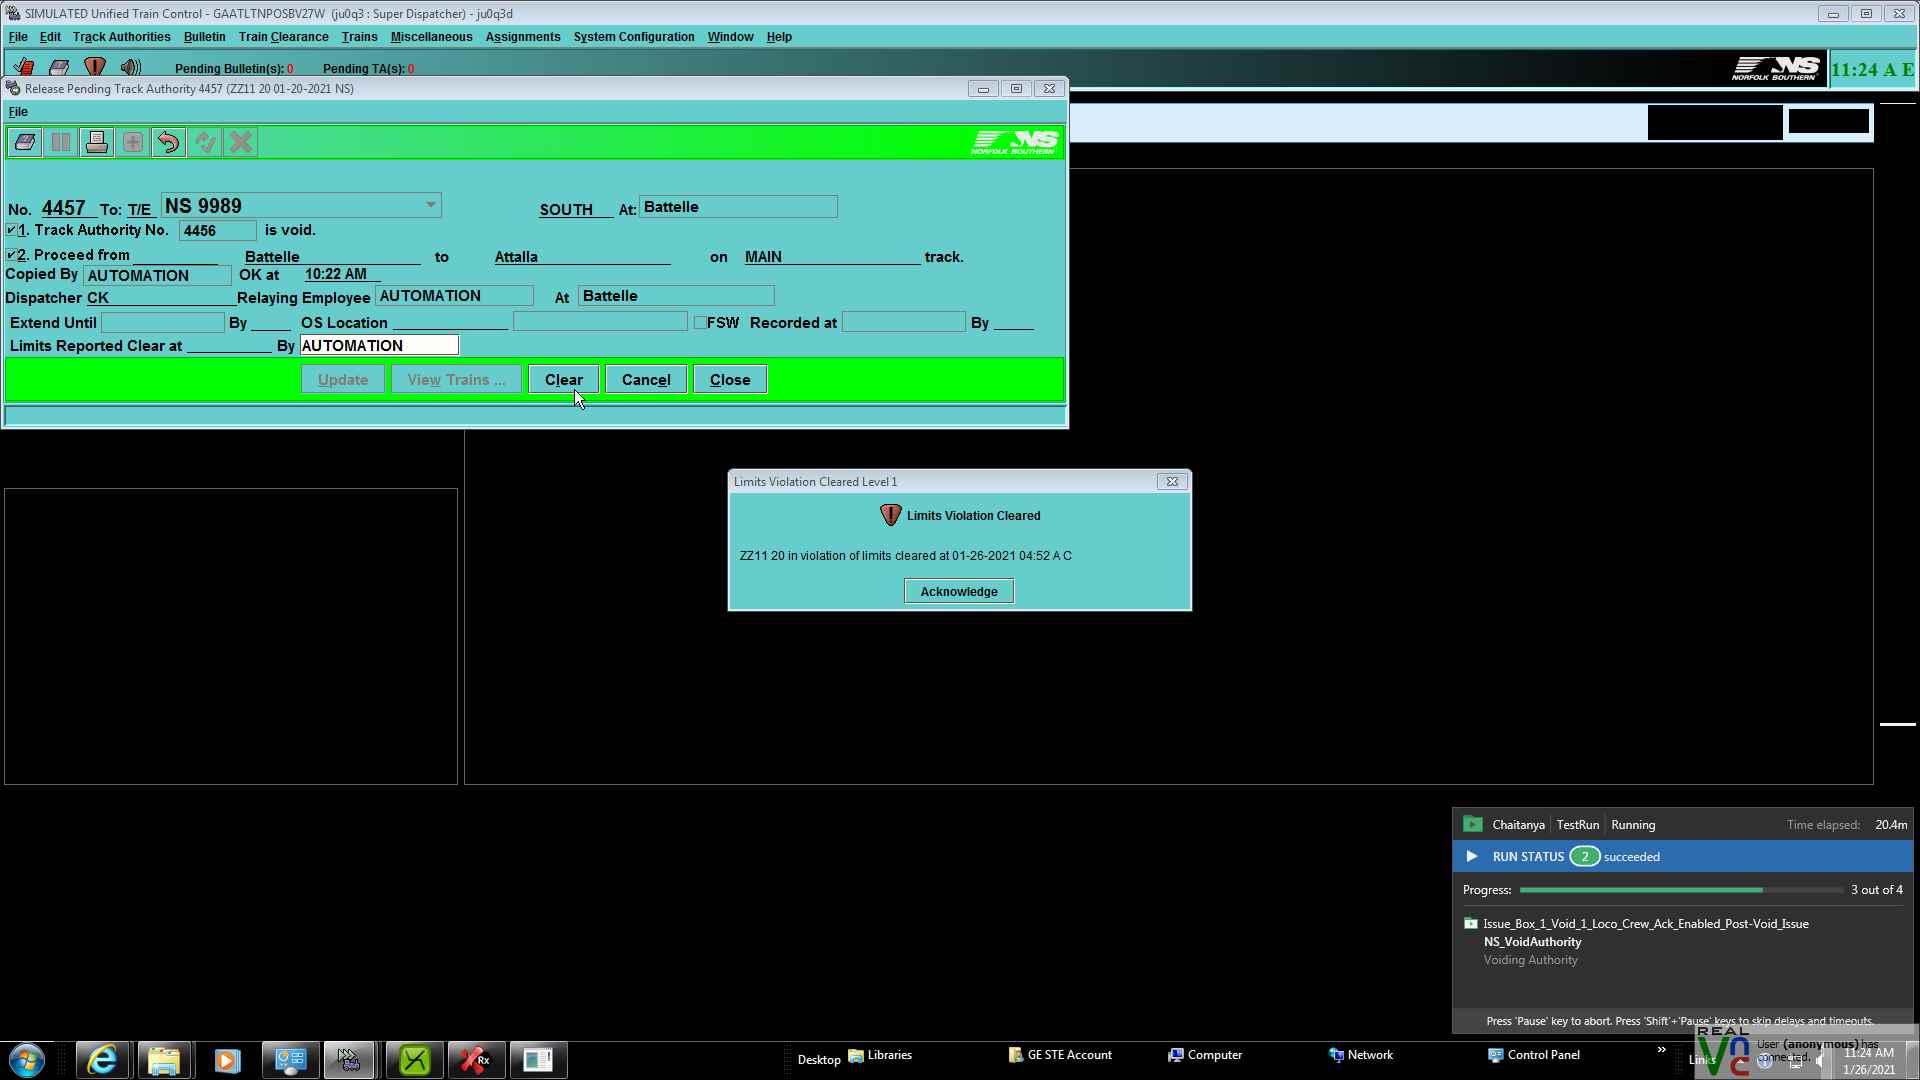 SIMULATED Unified Train Control - GAATLTNPOSBV27W (ju0q3 : Super Dispatcher) - ju0q3d
File Edit Track Authorities Bulletin Train Clearance Trains Miscellaneous Assignments System Configuration Window Help
Pending Bulletin(s): 0 Pending TA(s): 0
NORFOLK SOUTHERN
11:24 A E
Release Pending Track Authority 4457 (ZZ11 20 01-20-2021 NS)
File
NS
NORFOLK SOUTHERN
No. 4457 To: T/E NS 9989 SOUTH At: Battelle
1. Track Authority No. 4456 is void.
2. Proceed from Battelle to Attalla on MAIN track.
Copied By AUTOMATION OK at 10:22 AM
Dispatcher CK Relaying Employee AUTOMATION At Battelle
Extend Until By OS Location FSW Recorded at By
Limits Reported Clear at By AUTOMATION
Update View Trains ... Clear Cancel Close
Limits Violation Cleared Level 1
Limits Violation Cleared
ZZ11 20 in violation of limits cleared at 01-26-2021 04:52 A C
Acknowledge
Chaitanya TestRun Running Time elapsed: 20.4m
RUN STATUS 2 succeeded
Progress: 3 out of 4
Issue_Box_1_Void_1_Loco_Crew_Ack_Enabled_Post-Void_Issue
NS_VoidAuthority
Voiding Authority
Press 'Pause' key to abort. Press 'Shift'+'Pause' keys to skip delays and timeouts.
REAL
VNC
User (anonymous) has
connected.
Rx
Desktop Libraries GE STE Account Computer Network Control Panel » Links
11:24 AM
1/26/2021